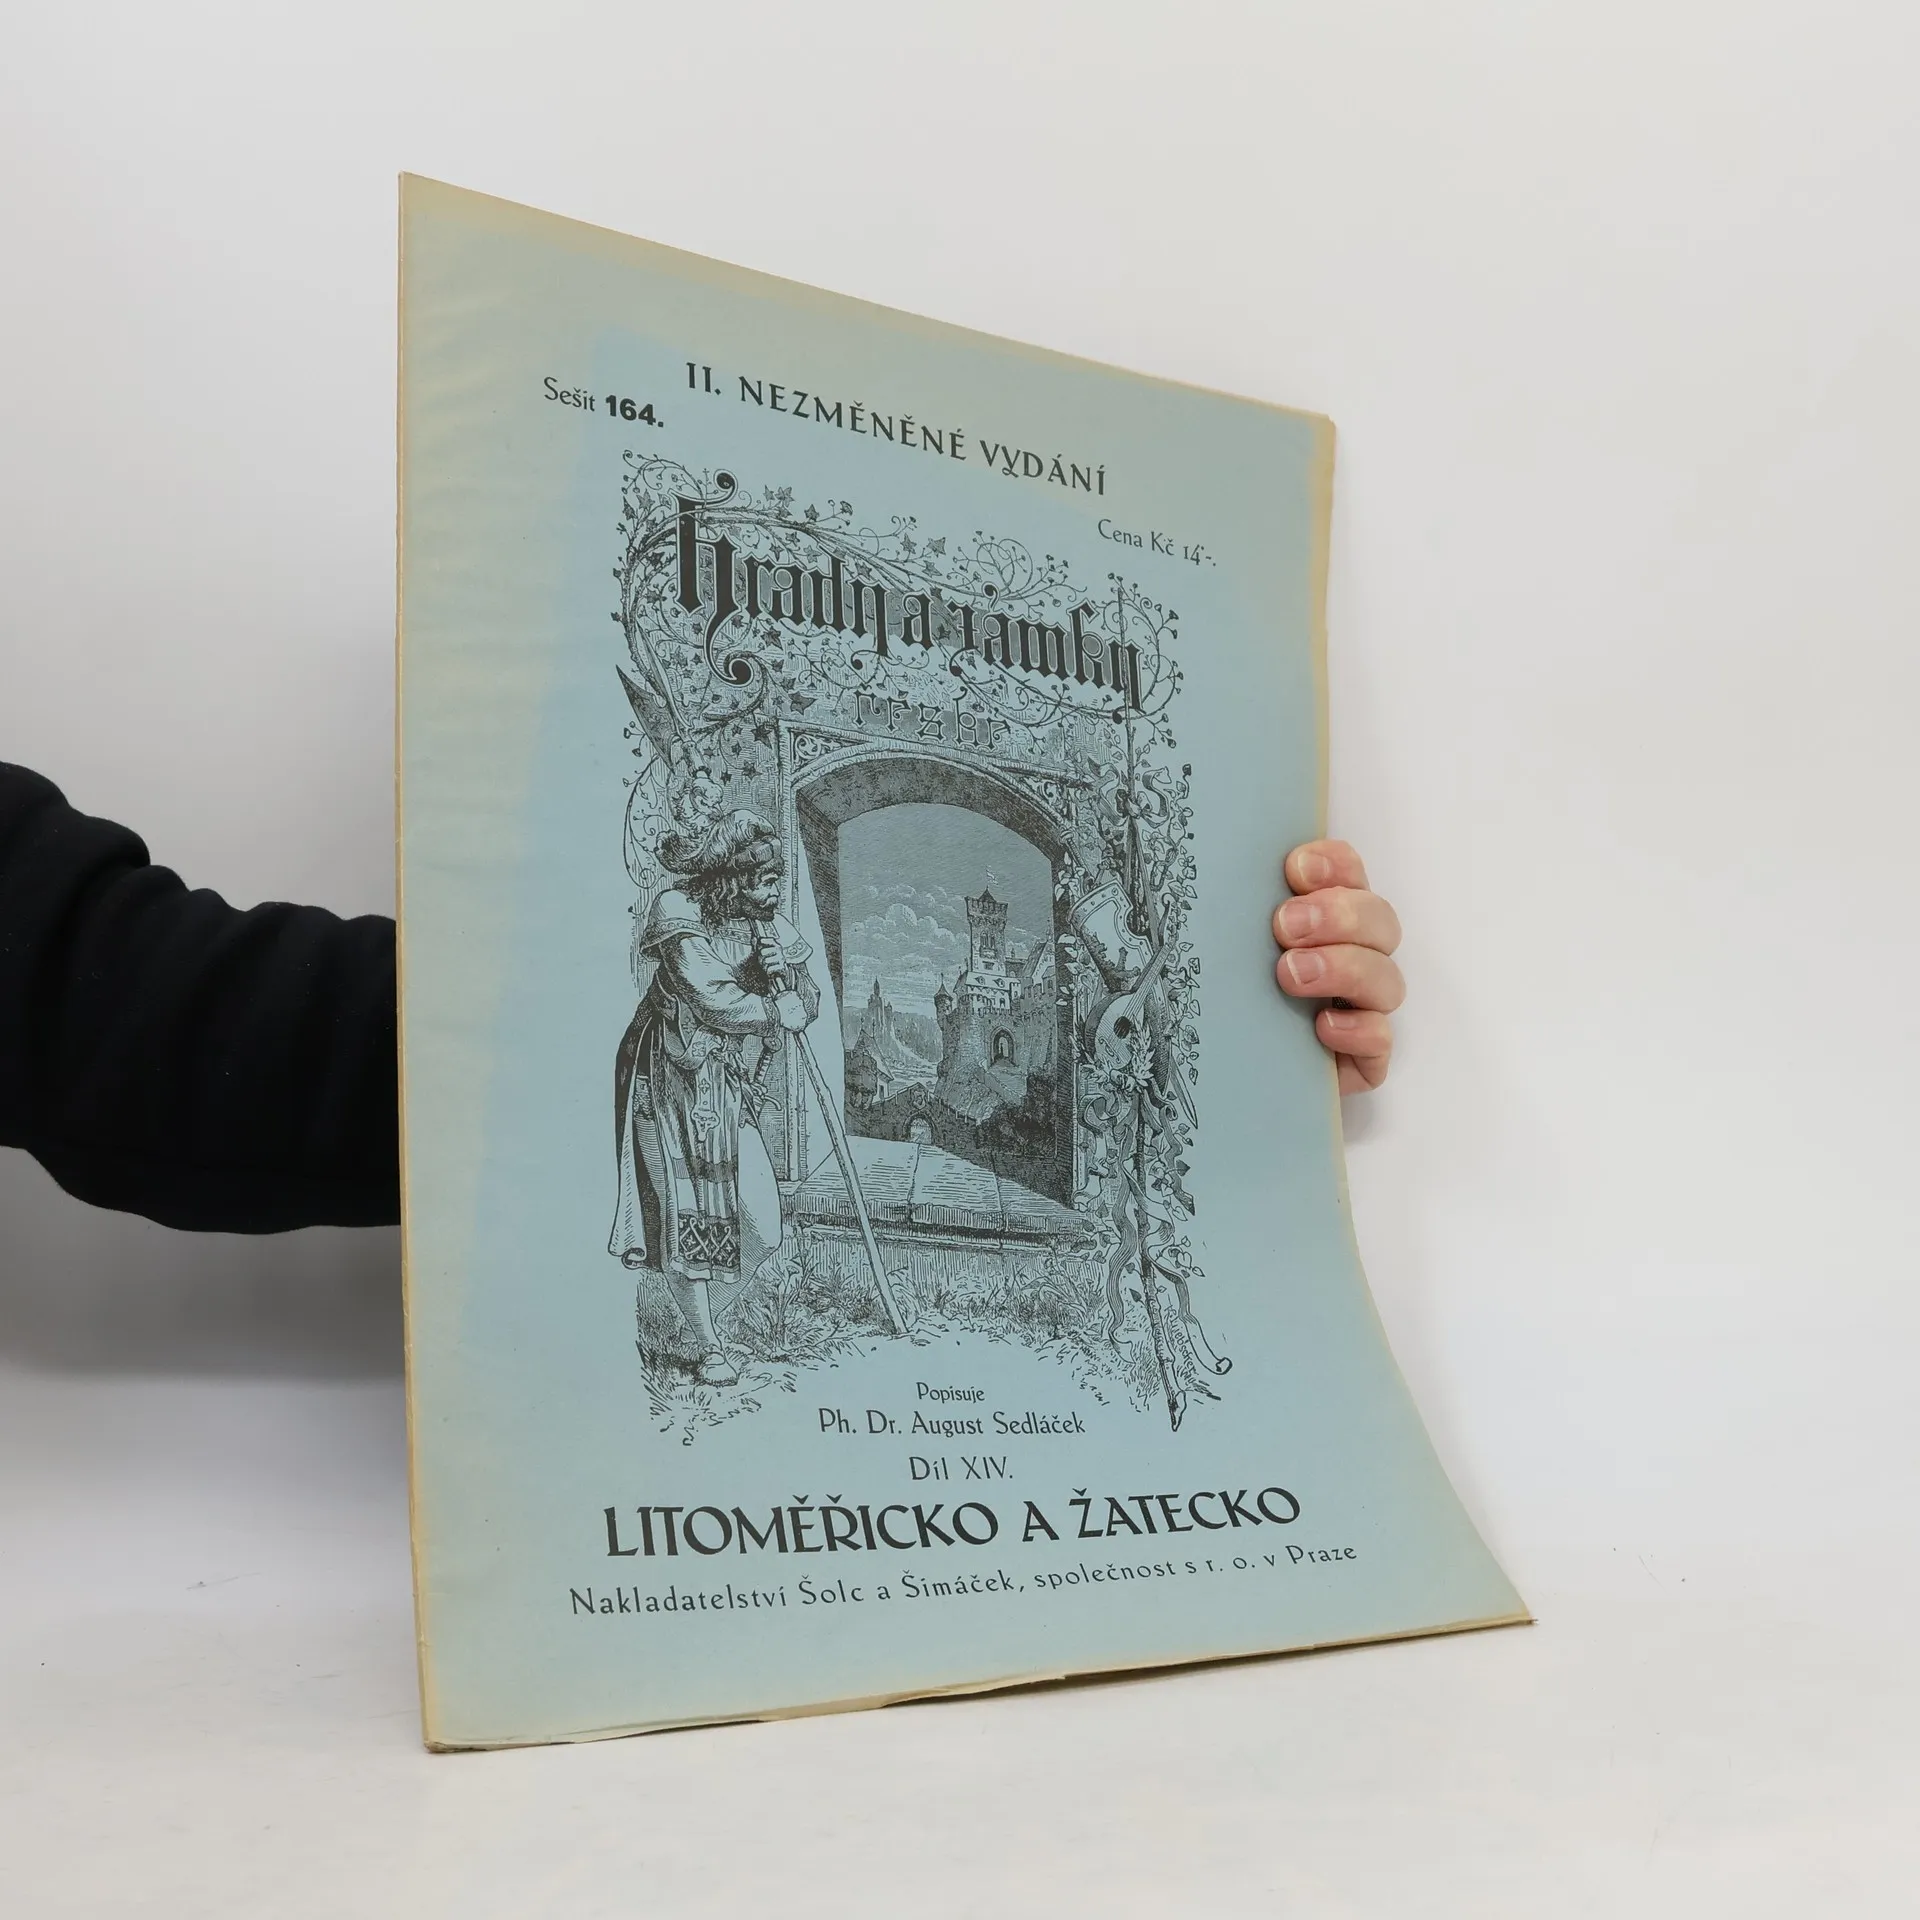 II. NEZMĚNĚNÉ VYDÁNÍ
Sešit 164.
Cena Kč 14·-.
Hrady a zámky
české
Popisuje
Ph. Dr. August Sedláček
Díl XIV.
LITOMĚŘICKO A ŽATECKO
Nakladatelství Šolc a Šimáček, společnost s r. o. v Praze